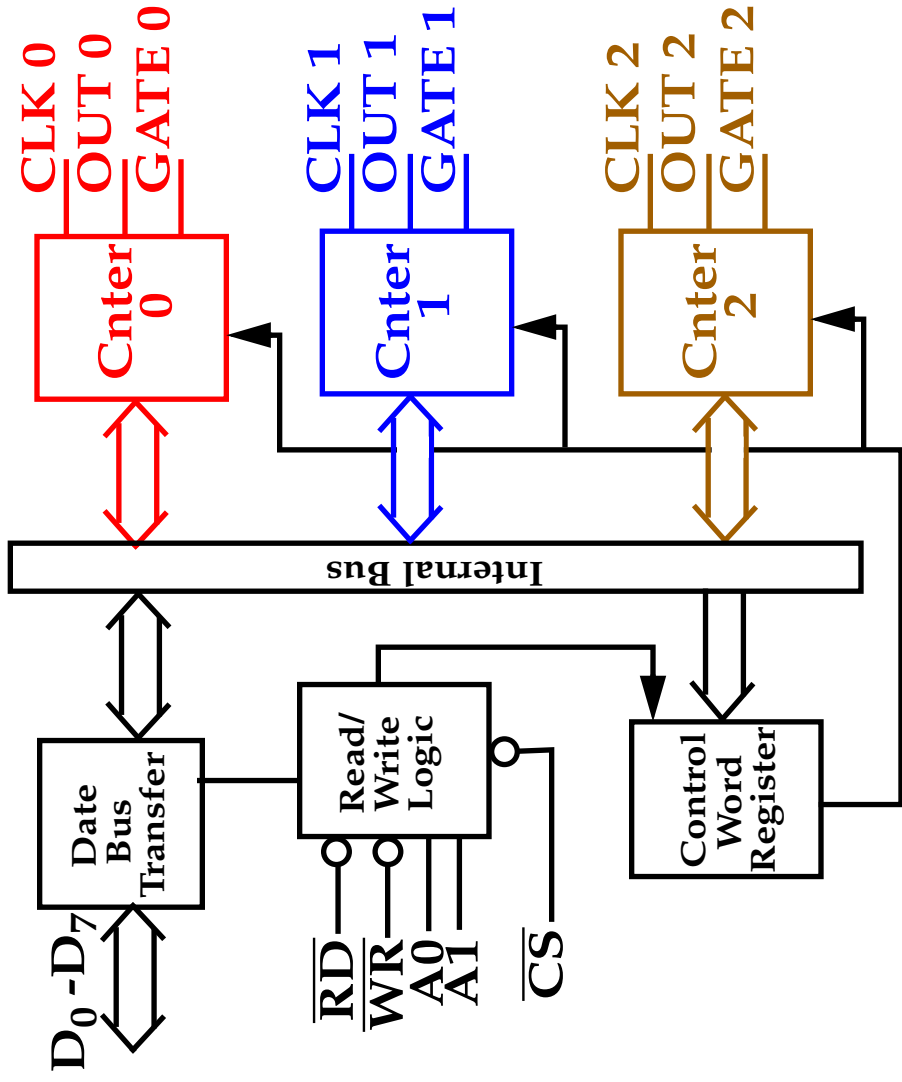 D0 -D7
Date
Bus
Transfer
RD
WR
A0
A1
CS
Read/
Write
Logic
Control
Word
Register
Internal Bus
Cnter
0
CLK 0
OUT 0
GATE 0
Cnter
1
CLK 1
OUT 1
GATE 1
Cnter
2
CLK 2
OUT 2
GATE 2